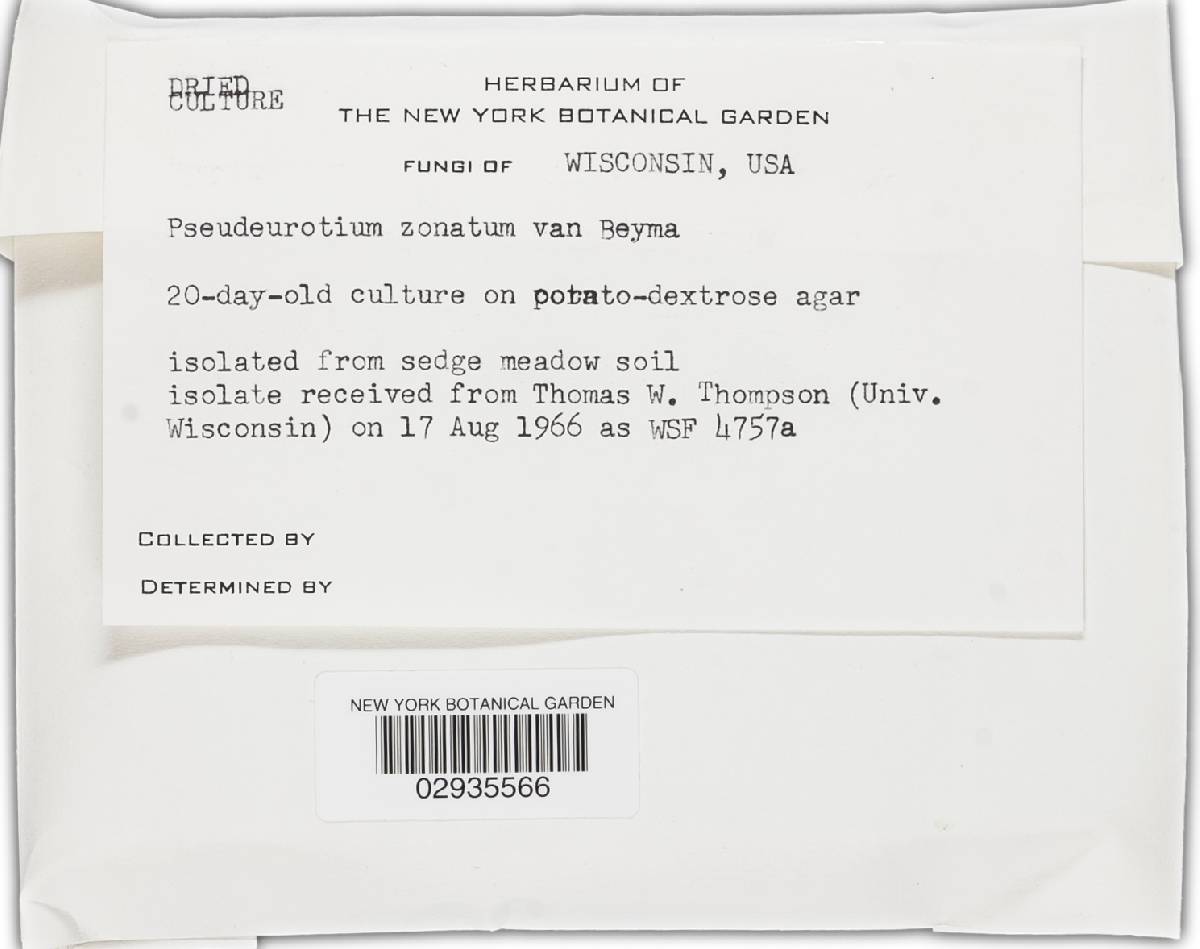 DRIED
CULTURE
HERBARIUM OF
THE NEW YORK BOTANICAL GARDEN
FUNGI OF WISCONSIN, USA
Pseudeurotium zonatum van Beyma
20-day-old culture on potato-dextrose agar
isolated from sedge meadow soil
isolate received from Thomas W. Thompson (Univ.
Wisconsin) on 17 Aug 1966 as WSF 4757a
COLLECTED BY
DETERMINED BY
NEW YORK BOTANICAL GARDEN
02935566